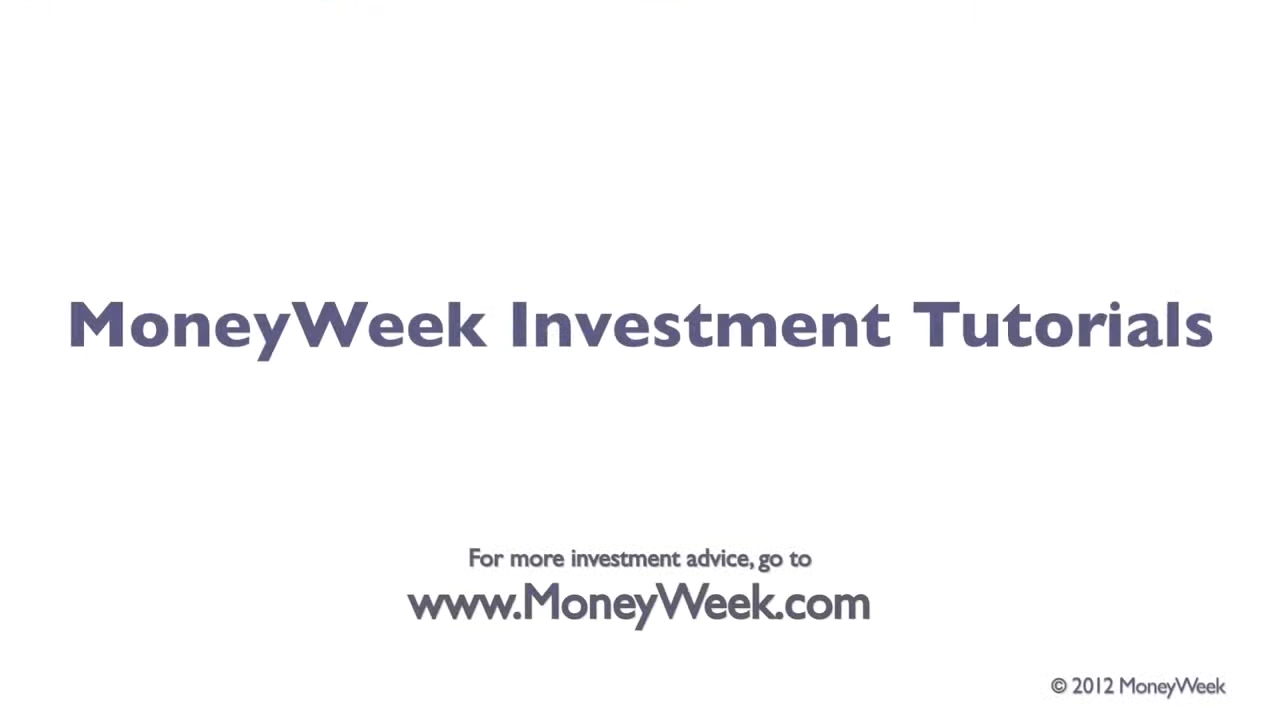 MoneyWeek Investment Tutorials
For more investment advice, go to
www.MoneyWeek.com
© 2012 MoneyWeek